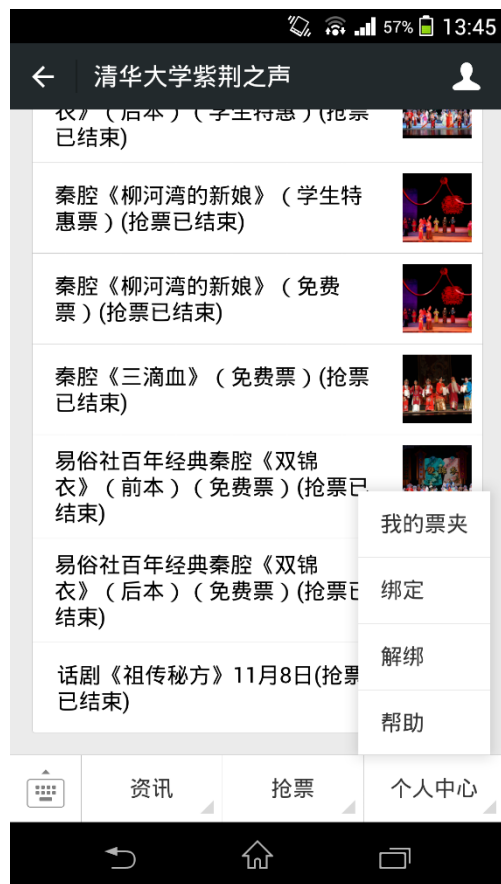 57% 13:45
清华大学紫荆之声
衣》（后本）（学生特惠）(抢票
已结束)
秦腔《柳河湾的新娘》（学生特
惠票）(抢票已结束)
秦腔《柳河湾的新娘》（免费
票）(抢票已结束)
秦腔《三滴血》（免费票）(抢票
已结束)
易俗社百年经典秦腔《双锦
衣》（前本）（免费票）(抢票已
结束)
易俗社百年经典秦腔《双锦
衣》（后本）（免费票）(抢票已
结束)
话剧《祖传秘方》11月8日(抢票
已结束)
我的票夹
绑定
解绑
帮助
资讯
抢票
个人中心